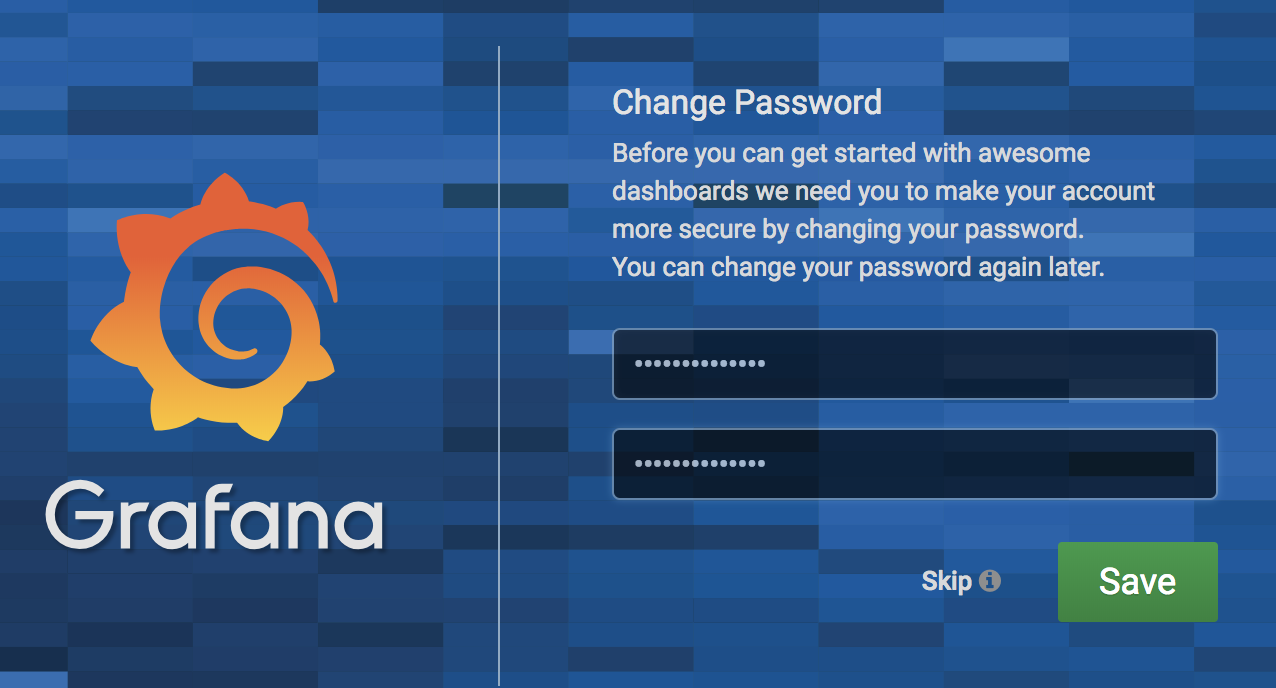 Grafana
Change Password
Before you can get started with awesome
dashboards we need you to make your account
more secure by changing your password.
You can change your password again later.
••••••••••••••
••••••••••••••
Skip
Save